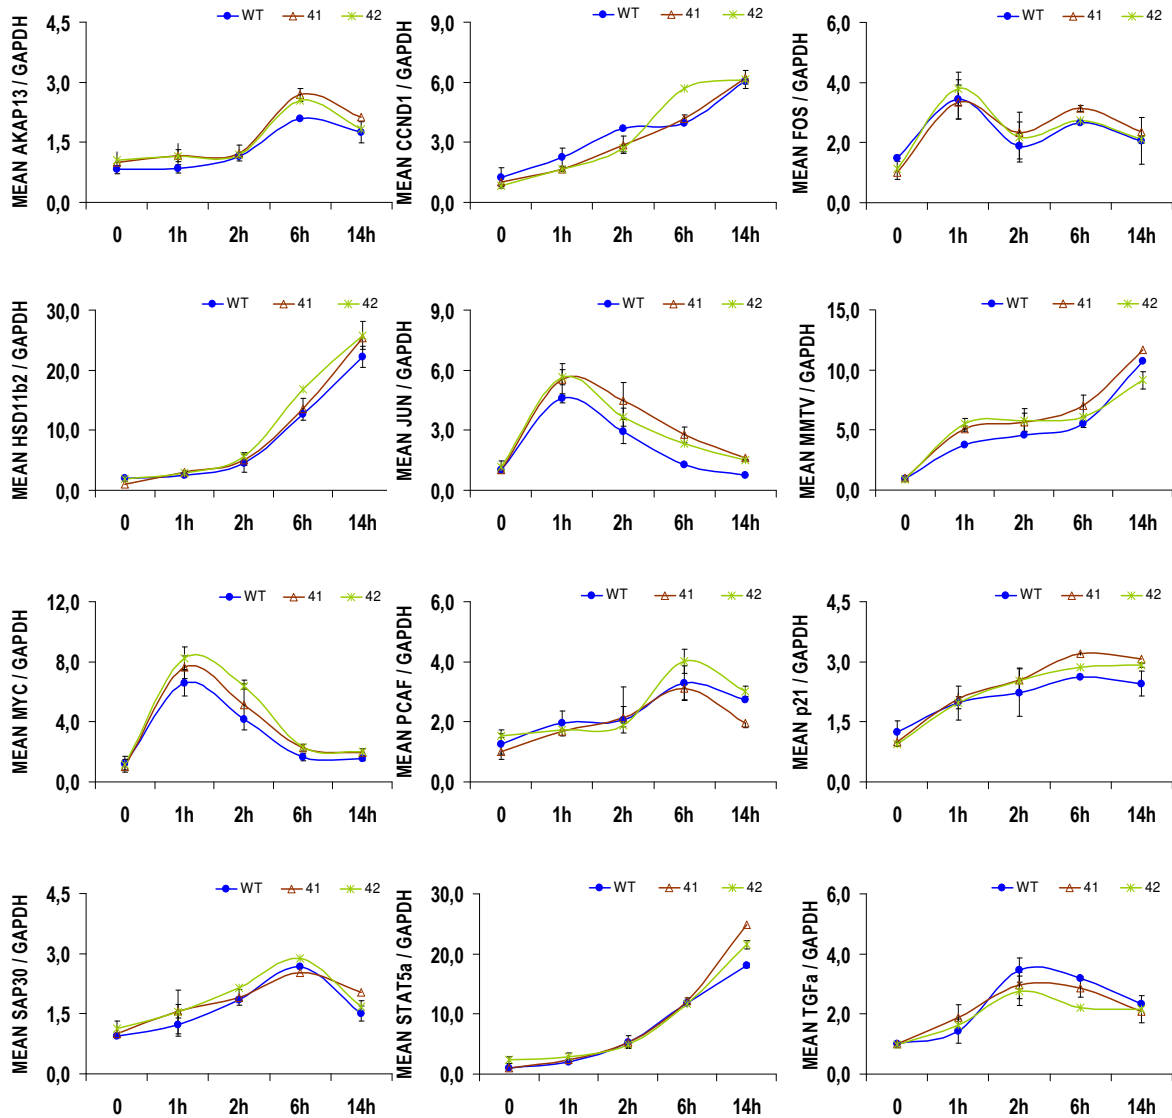 WT 41 42
MEAN AKAP13 / GAPDH
4,5
3,0
1,5
0,0
0 1h 2h 6h 14h
WT 41 42
MEAN CCND1 / GAPDH
9,0
6,0
3,0
0,0
0 1h 2h 6h 14h
WT 41 42
MEAN FOS / GAPDH
6,0
4,0
2,0
0,0
0 1h 2h 6h 14h
WT 41 42
MEAN HSD11b2 / GAPDH
30,0
20,0
10,0
0,0
0 1h 2h 6h 14h
WT 41 42
MEAN JUN / GAPDH
9,0
6,0
3,0
0,0
0 1h 2h 6h 14h
WT 41 42
MEAN MMTV / GAPDH
15,0
10,0
5,0
0,0
0 1h 2h 6h 14h
WT 41 42
MEAN MYC / GAPDH
12,0
8,0
4,0
0,0
0 1h 2h 6h 14h
WT 41 42
MEAN PCAF / GAPDH
6,0
4,0
2,0
0,0
0 1h 2h 6h 14h
WT 41 42
MEAN p21 / GAPDH
4,5
3,0
1,5
0,0
0 1h 2h 6h 14h
WT 41 42
MEAN SAP30 / GAPDH
4,5
3,0
1,5
0,0
0 1h 2h 6h 14h
WT 41 42
MEAN STAT5a / GAPDH
30,0
20,0
10,0
0,0
0 1h 2h 6h 14h
WT 41 42
MEAN TGFa / GAPDH
6,0
4,0
2,0
0,0
0 1h 2h 6h 14h